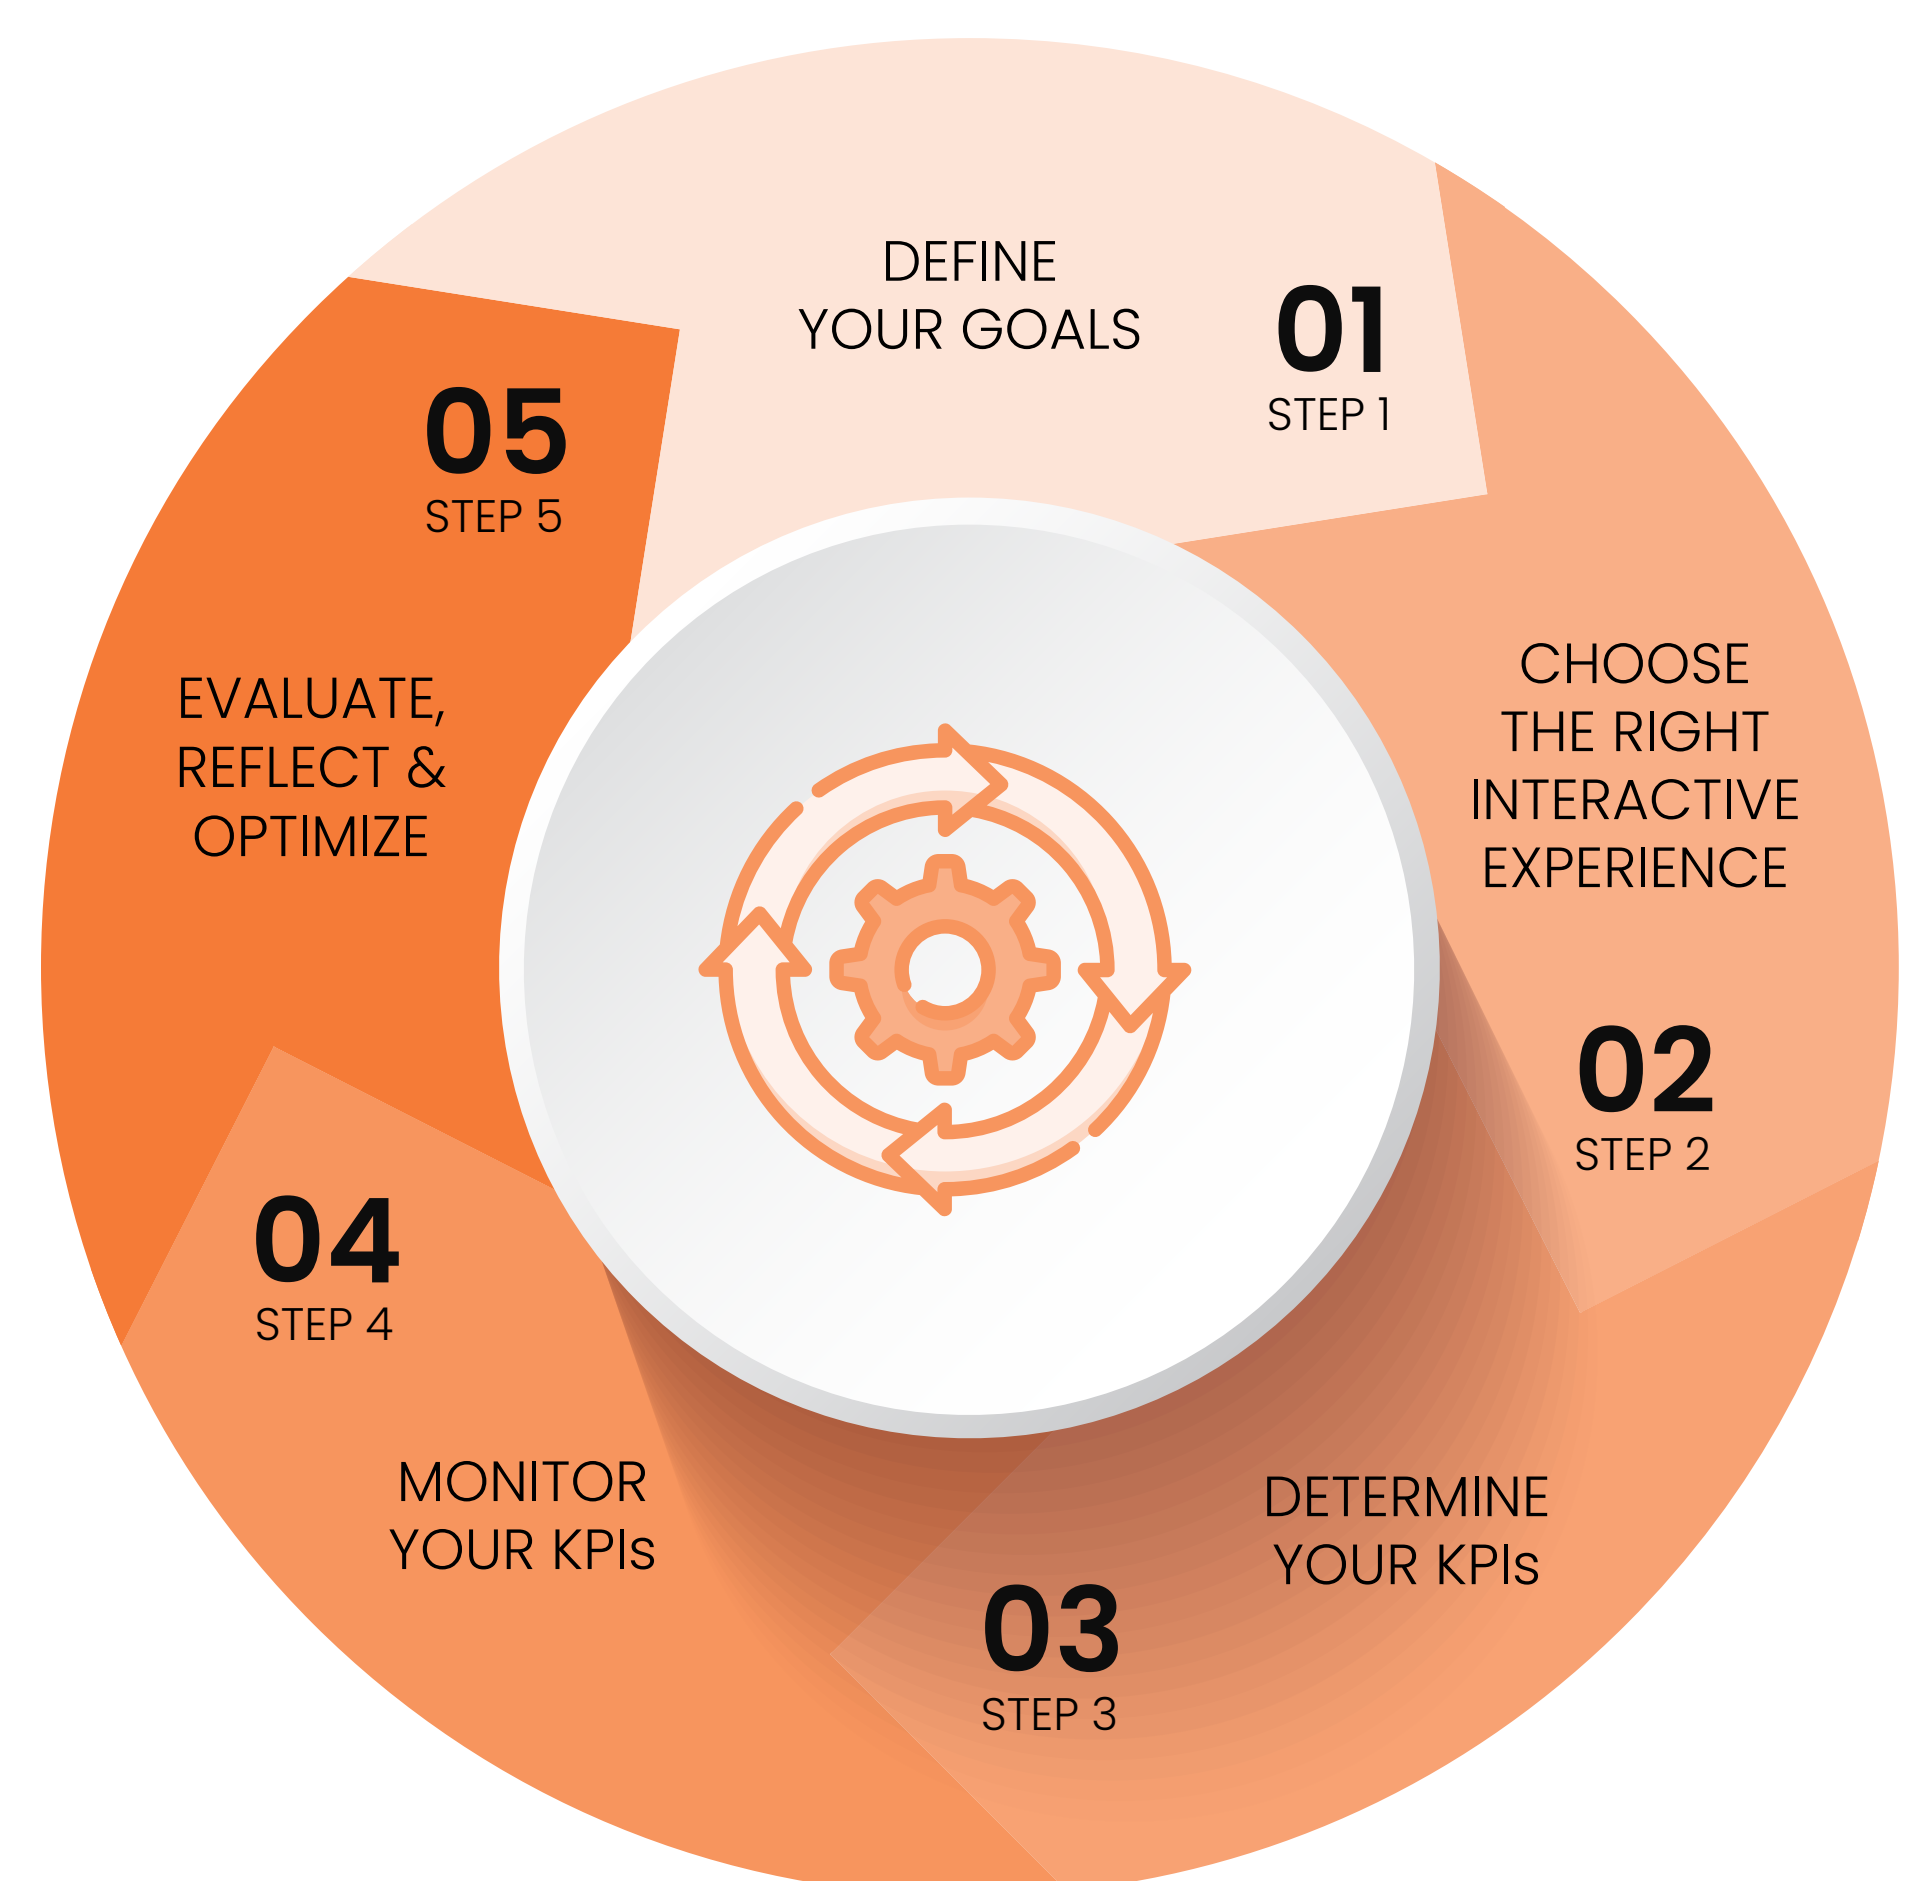 DEFINE
YOUR GOALS
01
STEP 1
CHOOSE
THE RIGHT
INTERACTIVE
EXPERIENCE
02
STEP 2
DETERMINE
YOUR KPIs
03
STEP 3
MONITOR
YOUR KPIs
04
STEP 4
EVALUATE,
REFLECT &
OPTIMIZE
05
STEP 5